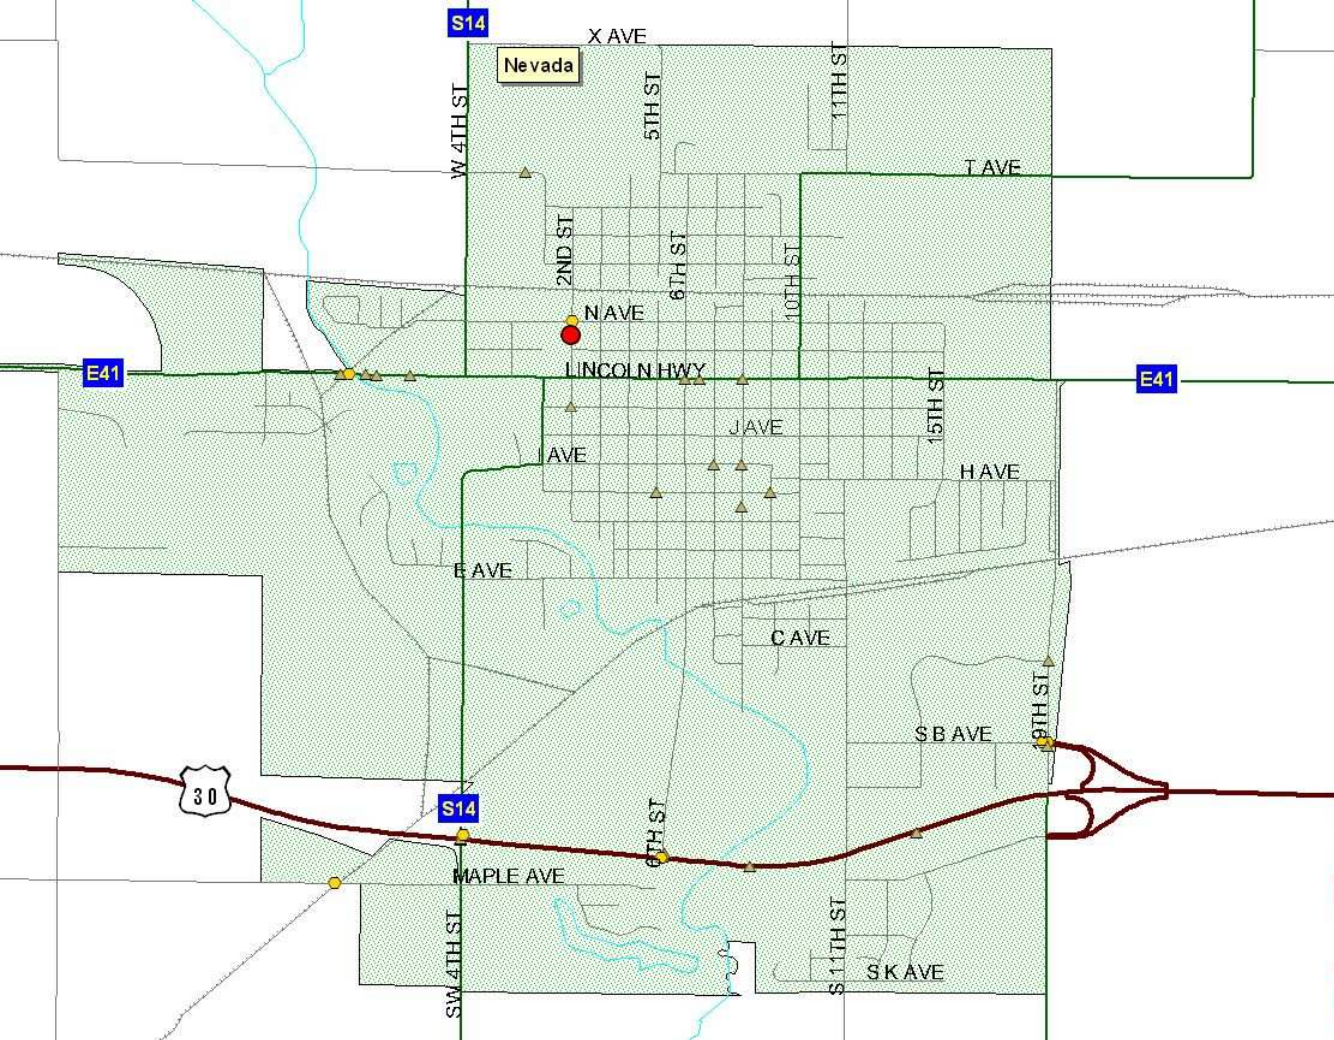 S14
X AVE
Nevada
W 4TH ST
5TH ST
11TH ST
T AVE
2ND ST
6TH ST
10TH ST
N AVE
LINCOLN HWY
E41
E41
15TH ST
J AVE
AVE
H AVE
E AVE
C AVE
19TH ST
S B AVE
30
S14
6TH ST
MAPLE AVE
SW 4TH ST
S 11TH ST
S K AVE